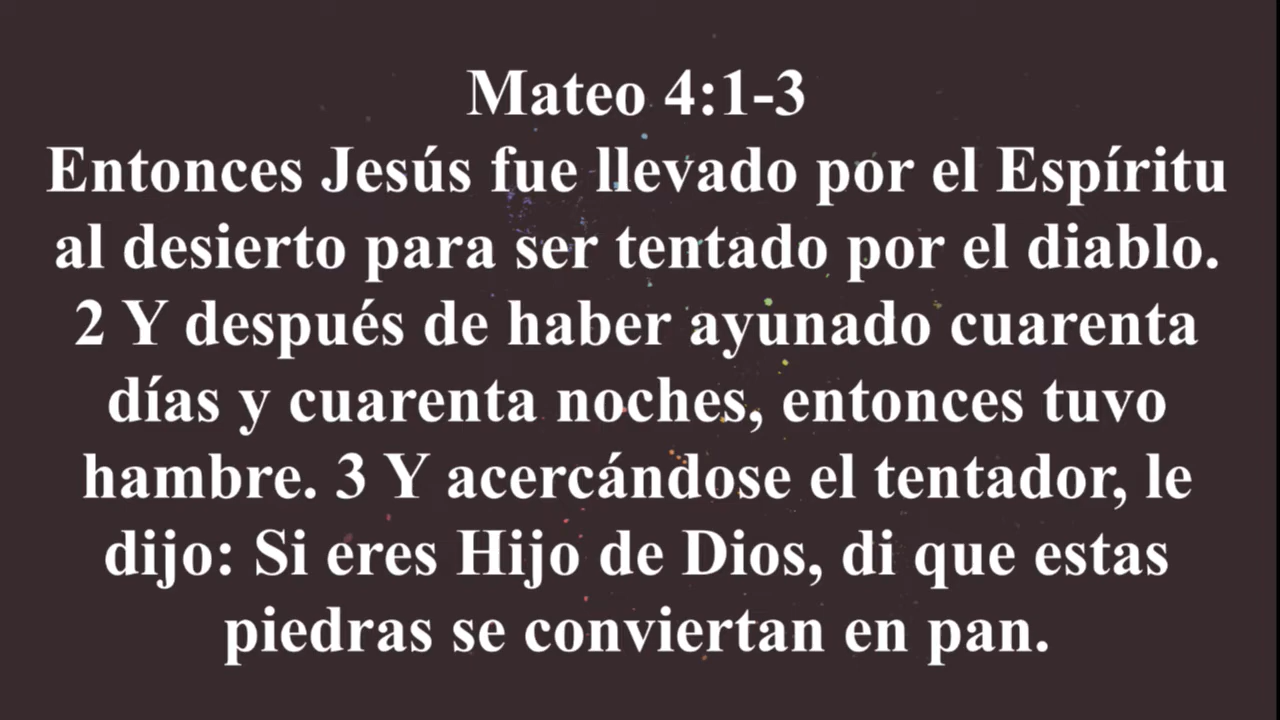 Mateo 4:1-3
Entonces Jesús fue llevado por el Espíritu
al desierto para ser tentado por el diablo.
2 Y después de haber ayunado cuarenta
días y cuarenta noches, entonces tuvo
hambre. 3 Y acercándose el tentador, le
dijo: Si eres Hijo de Dios, di que estas
piedras se conviertan en pan.